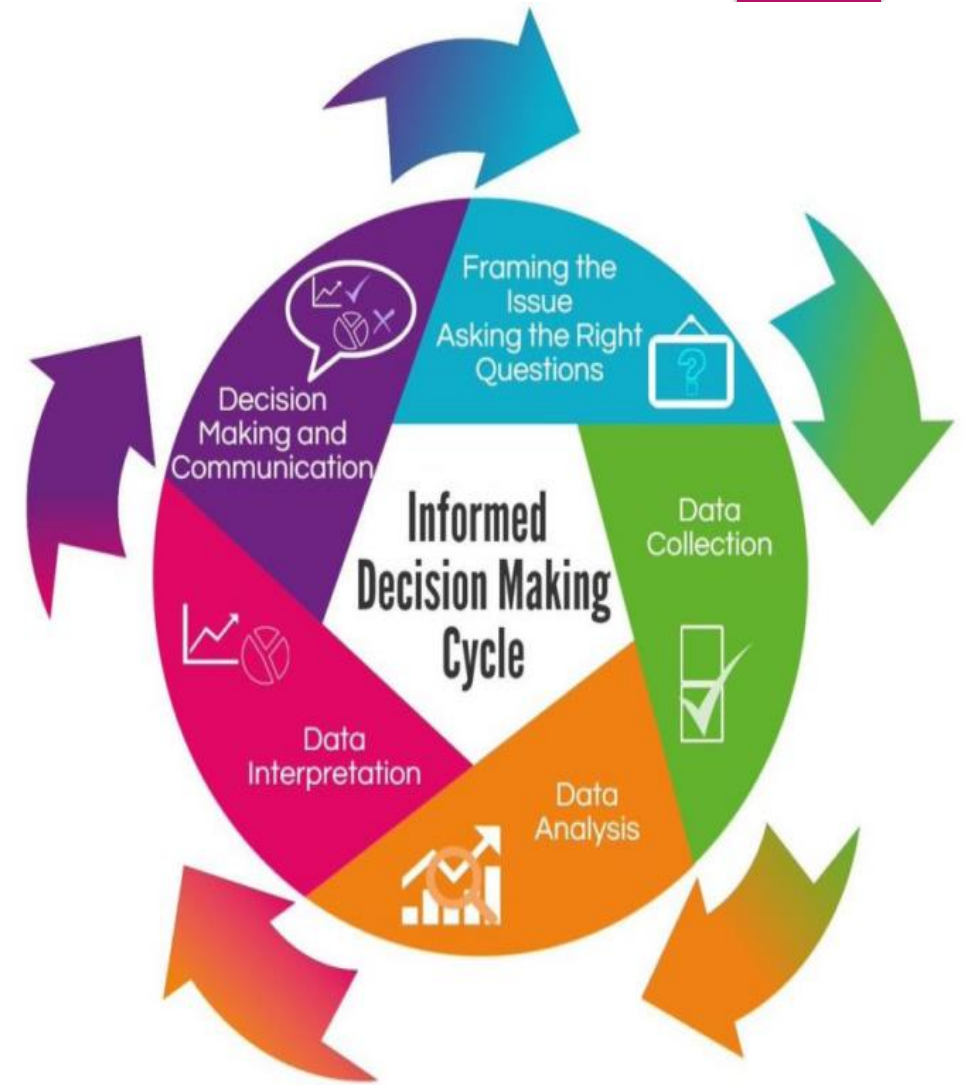 Framing the
Issue
Asking the Right
Questions
?
Data
Collection
Data
Analysis
Data
Interpretation
Decision
Making and
Communication
Informed
Decision Making
Cycle